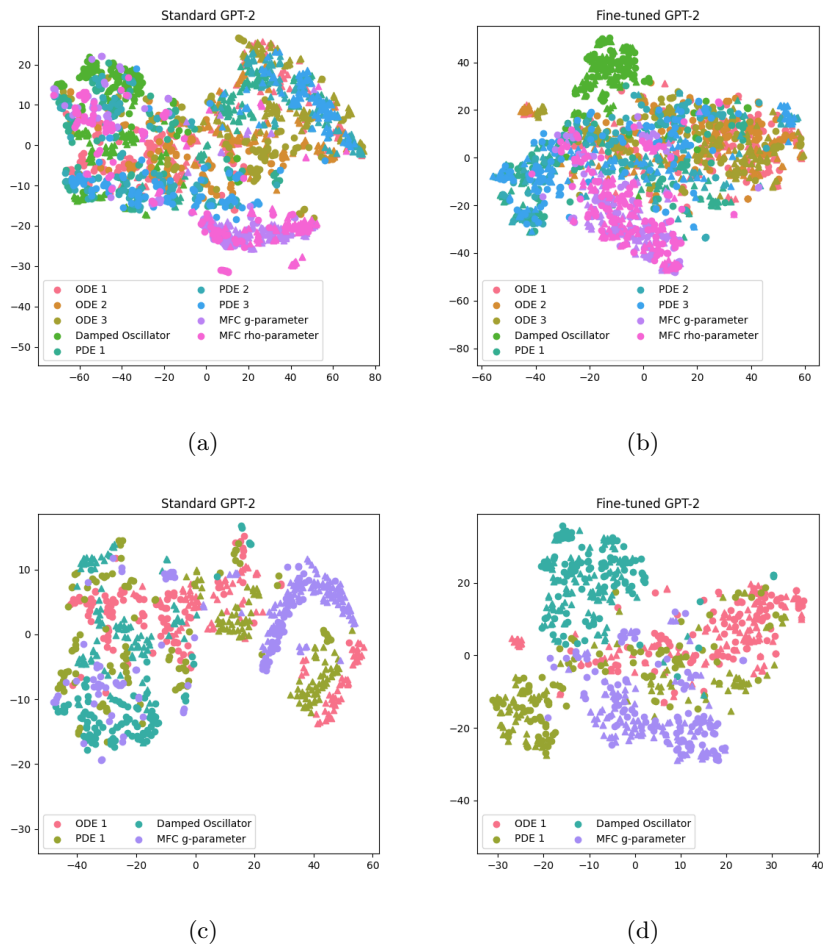 Standard GPT-2
20
10
0
−10
−20
−30
−40
−50
−60 −40 −20 0 20 40 60 80
ODE 1
ODE 2
ODE 3
Damped Oscillator
PDE 1
PDE 2
PDE 3
MFC g-parameter
MFC rho-parameter
(a)
Fine-tuned GPT-2
40
20
0
−20
−40
−60
−80
−60 −40 −20 0 20 40 60
ODE 1
ODE 2
ODE 3
Damped Oscillator
PDE 1
PDE 2
PDE 3
MFC g-parameter
MFC rho-parameter
(b)
Standard GPT-2
10
0
−10
−20
−30
−40 −20 0 20 40 60
ODE 1
PDE 1
Damped Oscillator
MFC g-parameter
(c)
Fine-tuned GPT-2
20
0
−20
−40
−30 −20 −10 0 10 20 30 40
ODE 1
PDE 1
Damped Oscillator
MFC g-parameter
(d)